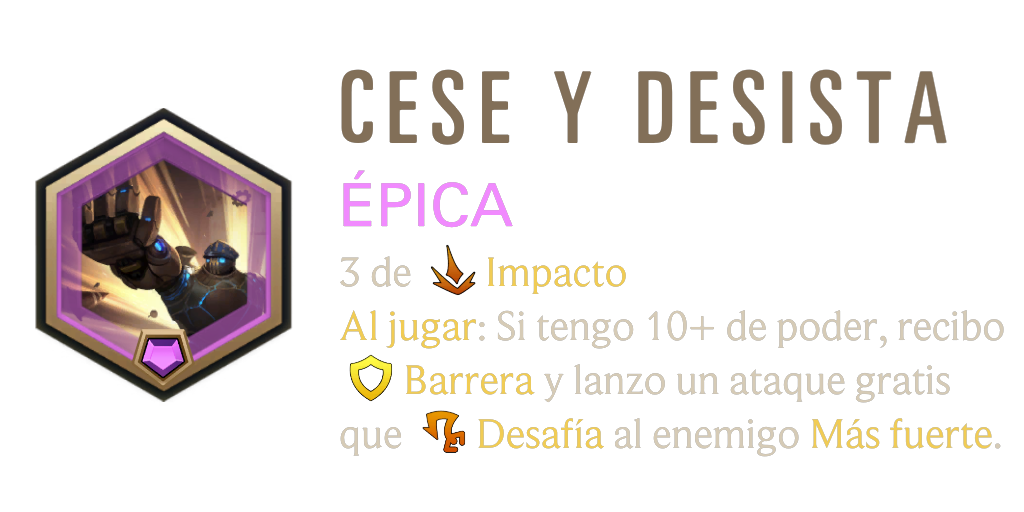 CESE Y DESISTA
ÉPICA
3 de Impacto
Al jugar: Si tengo 10+ de poder, recibo
Barrera y lanzo un ataque gratis
que Desafía al enemigo Más fuerte.